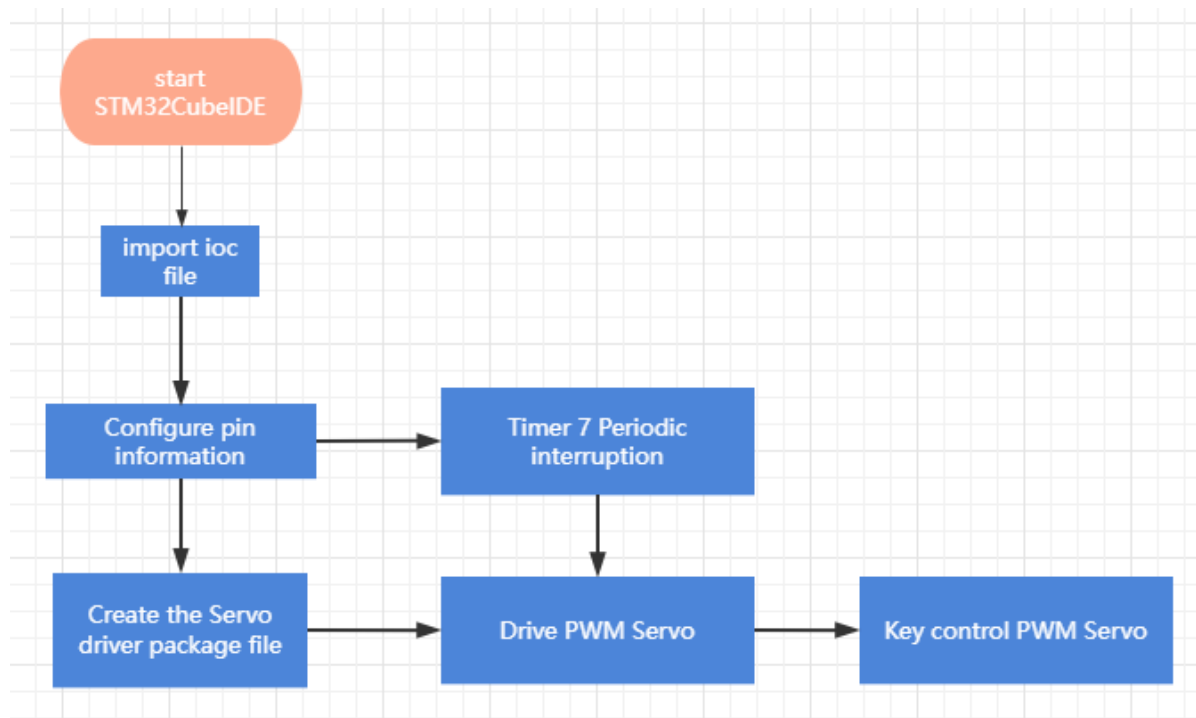 start
STM32CubeIDE
import ioc
file
Configure pin
information
Timer 7 Periodic
interruption
Create the Servo
driver package file
Drive PWM Servo
Key control PWM Servo